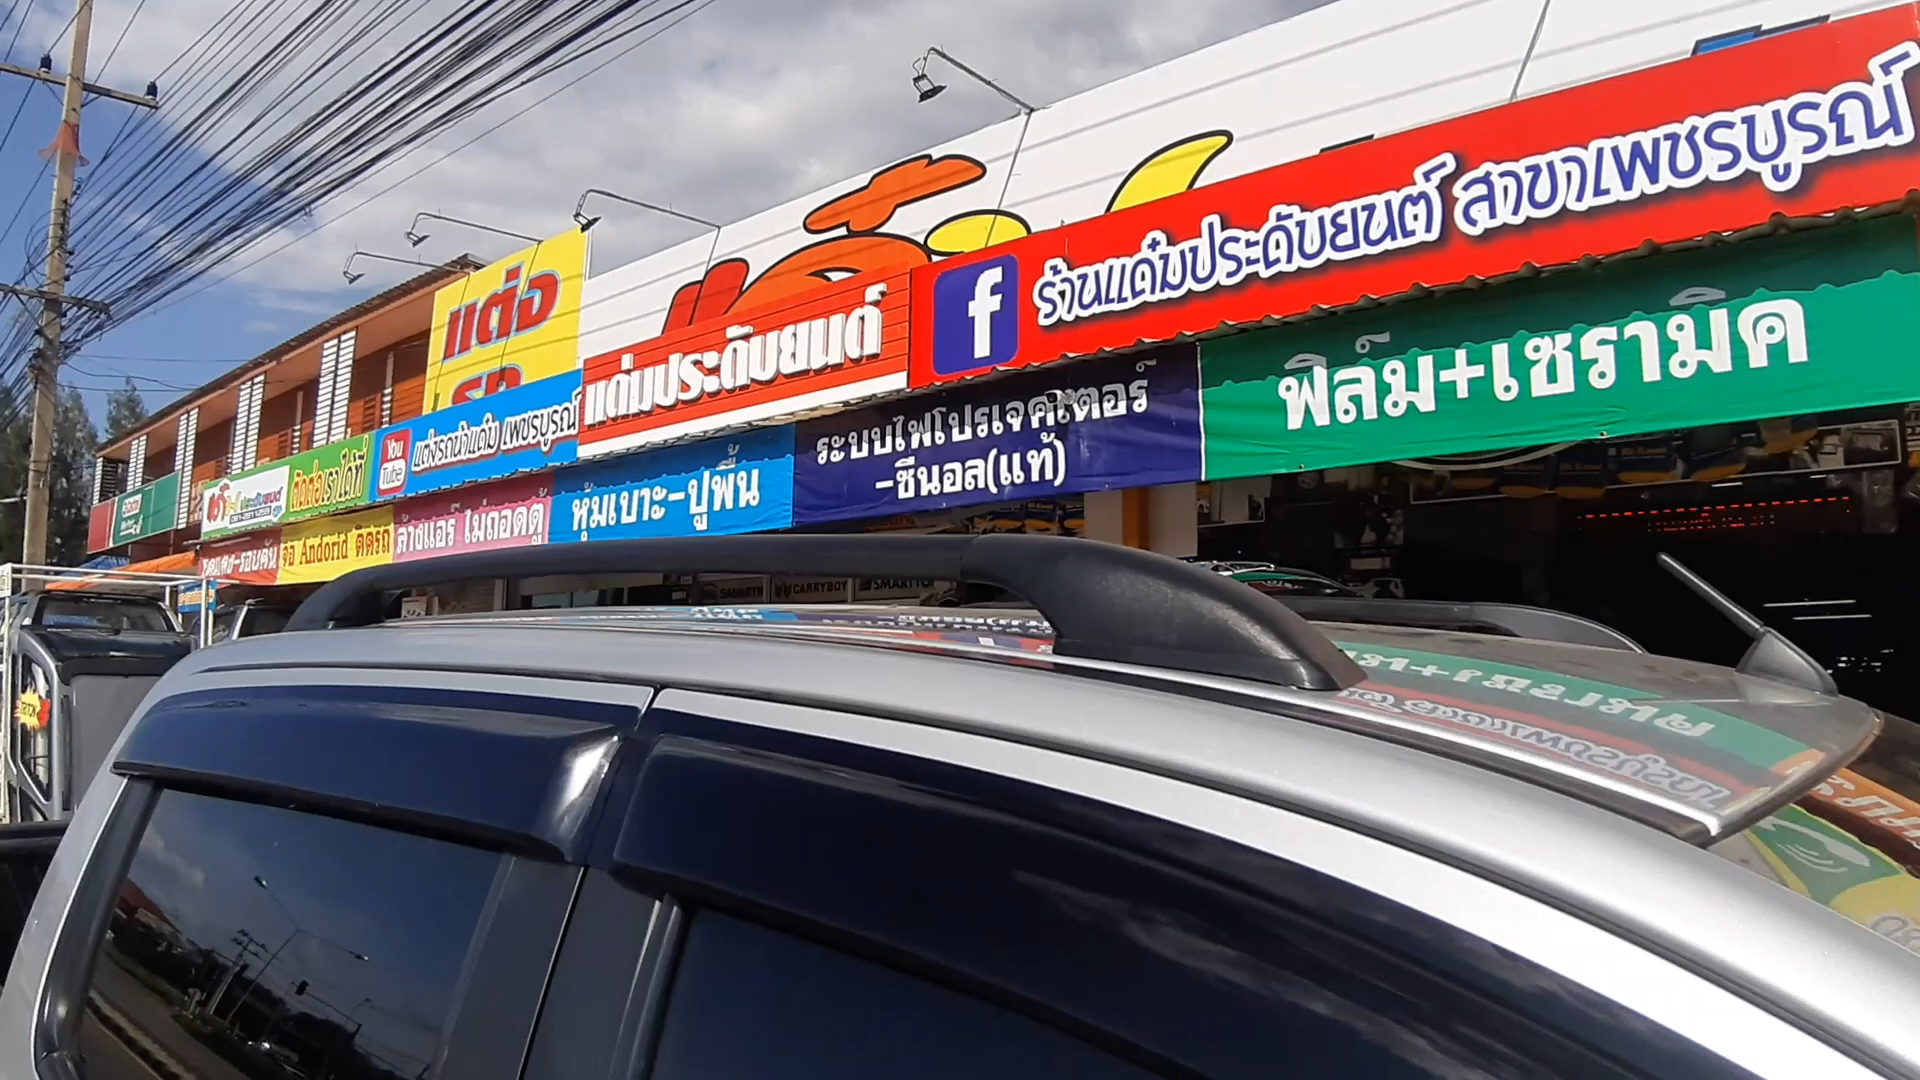 แต่ง
ร้านแด่มประดับยนต์ สาขาเพชรบูรณ์
f
แด่มประดับยนต์
ฟิล์ม+เซรามิค
ระบบไฟโปรเจคเตอร์
-ซีนอล(แท้)
You
Tube
แต่งรถน้าแด่ม เพชรบูรณ์
หุ้มเบาะ-ปูพื้น
ติดต่อเราได้ที่
ล้างแอร์ ไม่ถอดตู้
จอ Andorid ติดรถ
CARRYBOY